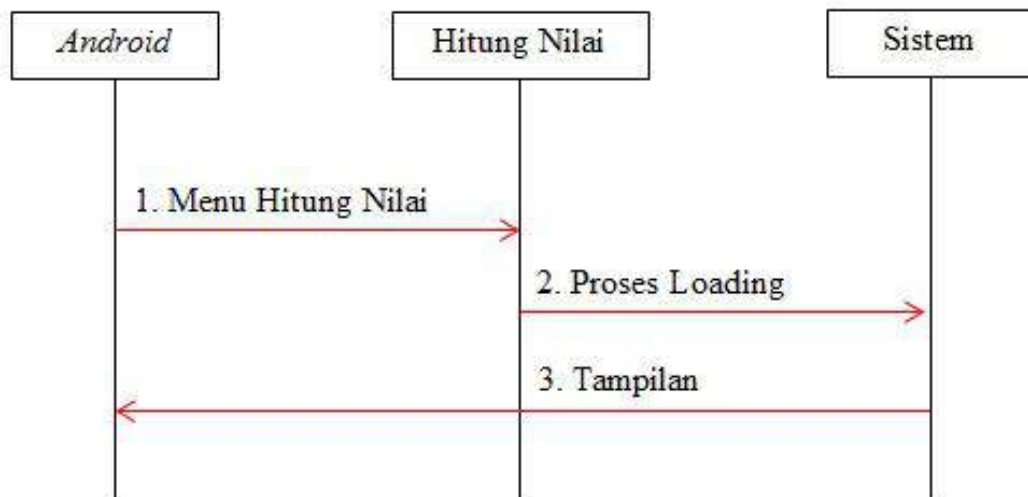 Android
Hitung Nilai
Sistem
1. Menu Hitung Nilai
2. Proses Loading
3. Tampilan